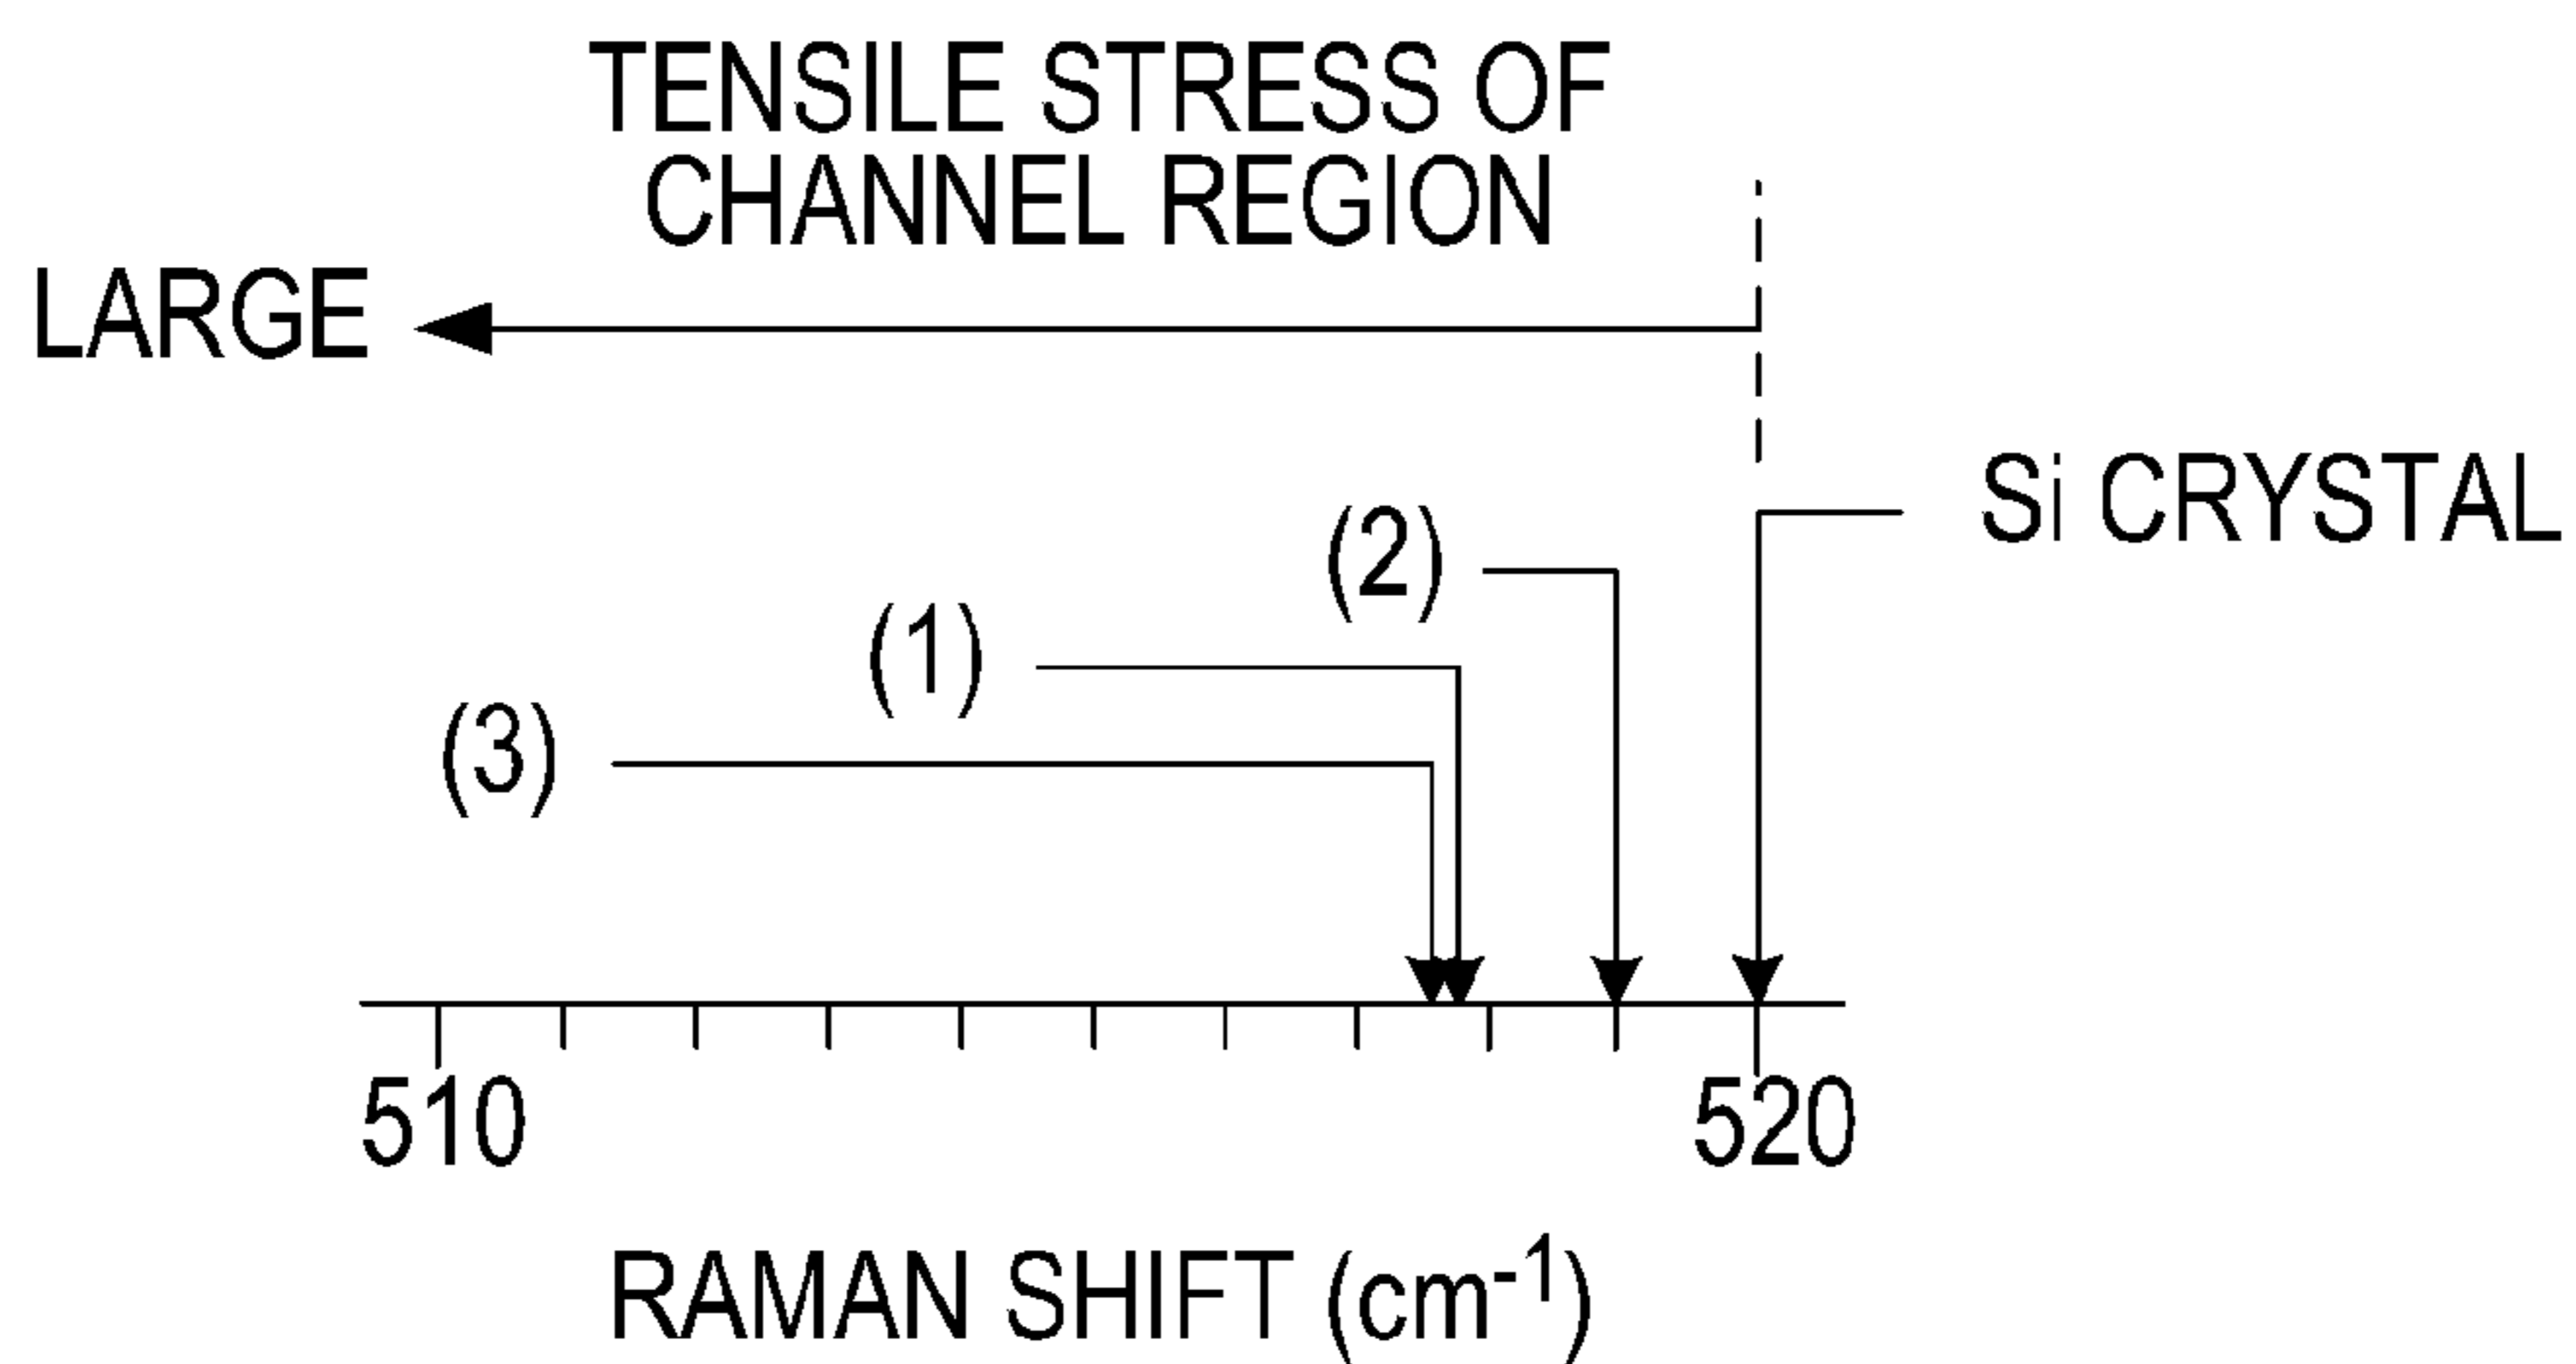 TENSILE STRESS OF
CHANNEL REGION
LARGE
Si CRYSTAL
(2)
(1)
(3)
510
520
RAMAN SHIFT (cm⁻¹)